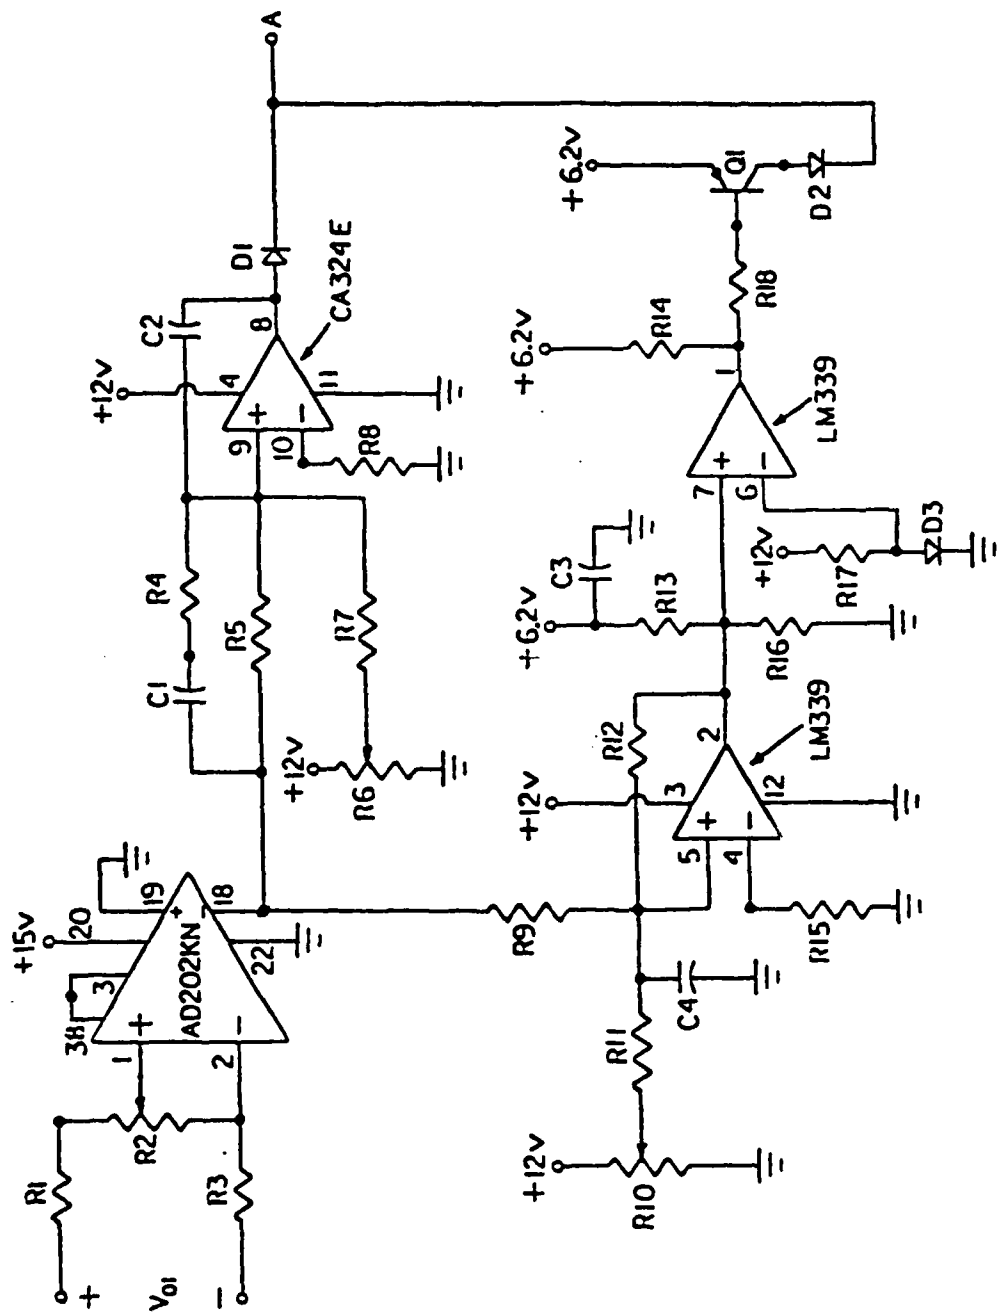 A
D1
C2
8
CA324E
+12V
4
11
+
−
9
10
R8
R4
R5
R7
C1
+12V
R6
+15V
20
19
18
3
38
22
AD202KN
+
−
+
−
1
2
R2
R1
R3
+
V01
−
R9
+6.2V
Q1
D2
R18
+6.2V
R14
1
LM339
+
−
7
6
+12V
R17
D3
C3
+6.2V
R13
R16
R12
2
LM339
+12V
3
12
+
−
5
4
R15
C4
R11
+12V
R10